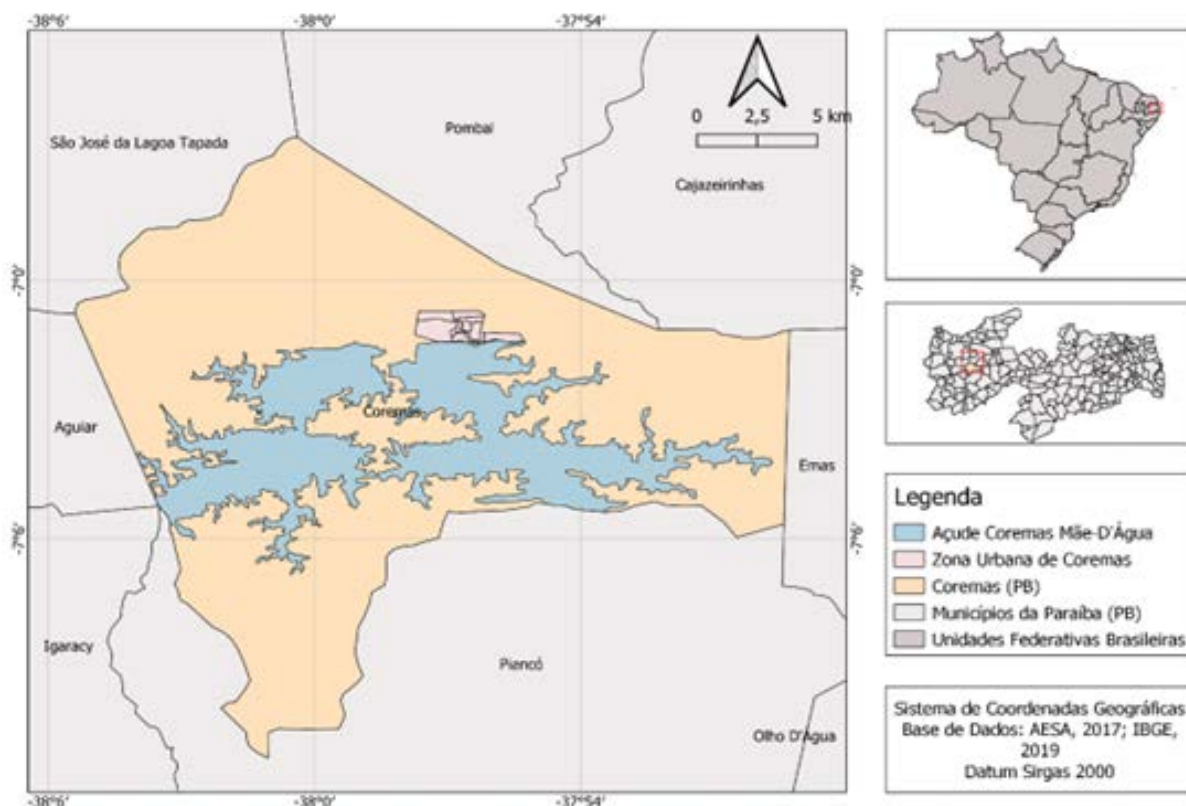 -38°6'
-38°0'
-37°54'
São José da Lagoa Tapada
Pombal
Cajazeirinhas
0 2,5 5 km
-7°0'
-7°0'
Aguiar
Coremas
Emas
-7°6'
-7°6'
Igaracy
Piancó
Olho D'Água
-38°6'
-38°0'
-37°54'
Legenda
Açude Coremas Mãe-D'Água
Zona Urbana de Coremas
Coremas (PB)
Municípios da Paraíba (PB)
Unidades Federativas Brasileiras
Sistema de Coordenadas Geográficas
Base de Dados: AESA, 2017; IBGE,
2019
Datum Sirgas 2000